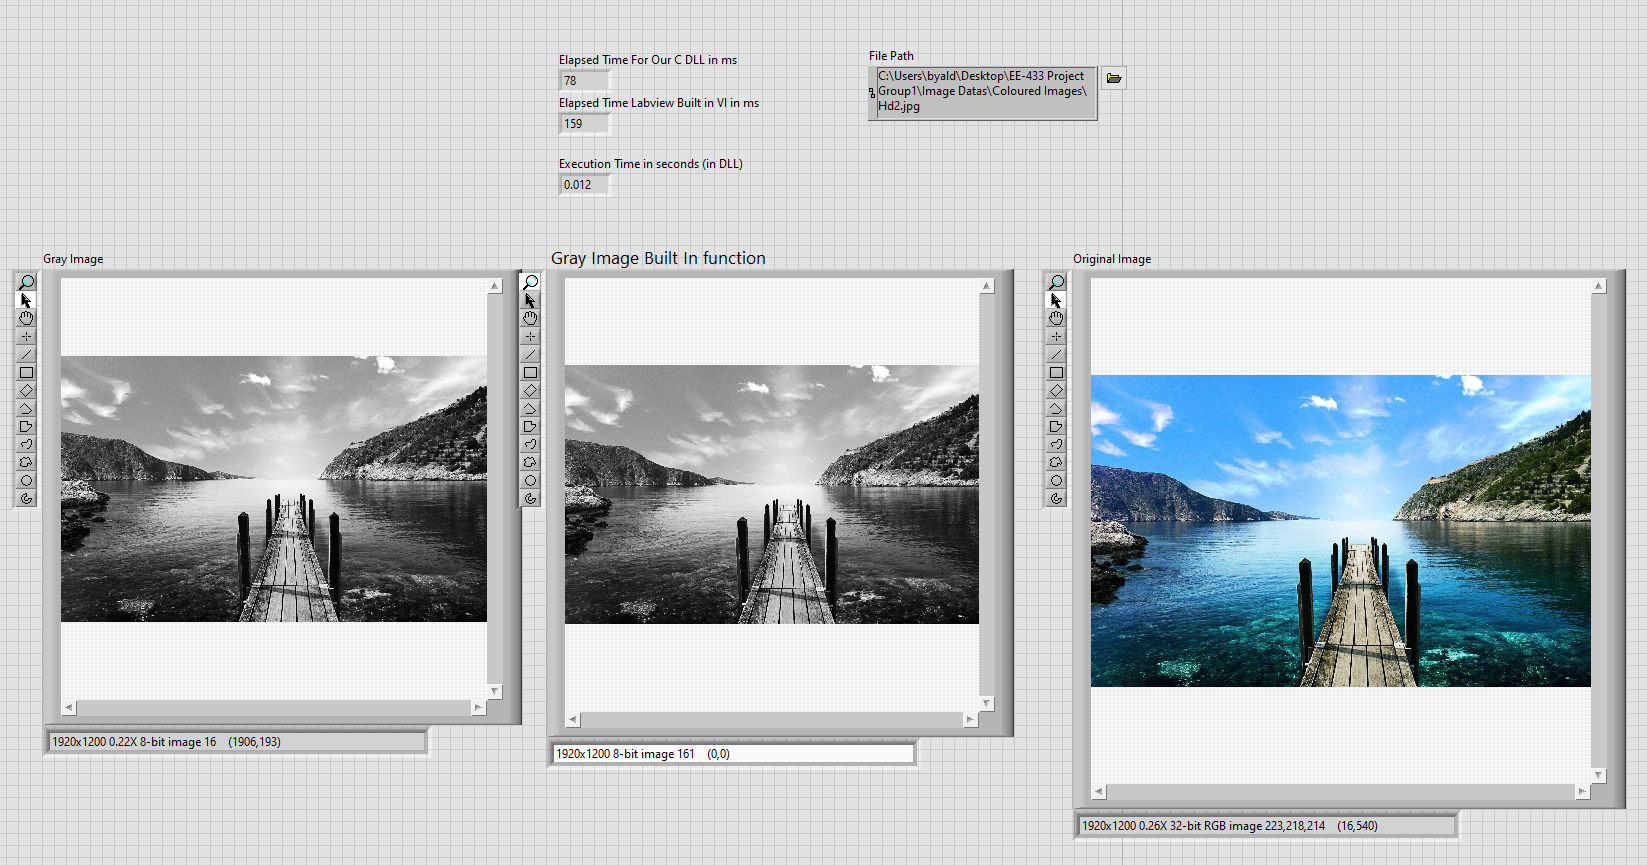 Elapsed Time For Our C DLL in ms
78
Elapsed Time Labview Built in VI in ms
159
Execution Time in seconds (in DLL)
0.012
File Path
C:\Users\byald\Desktop\EE-433 Project
Group1\Image Datas\Coloured Images\
Hd2.jpg
Gray Image
1920x1200 0.22X 8-bit image 16    (1906,193)
Gray Image Built In function
1920x1200 8-bit image 161    (0,0)
Original Image
1920x1200 0.26X 32-bit RGB image 223,218,214    (16,540)